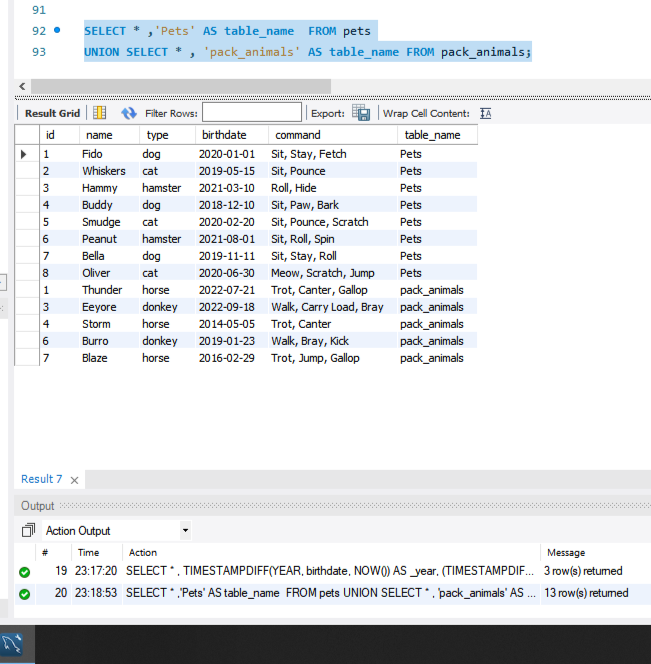 91
92 SELECT * ,'Pets' AS table_name  FROM pets
93 UNION SELECT * , 'pack_animals' AS table_name FROM pack_animals;
Result Grid Filter Rows: Export: Wrap Cell Content:
id name type birthdate command table_name
1 Fido dog 2020-01-01 Sit, Stay, Fetch Pets
2 Whiskers cat 2019-05-15 Sit, Pounce Pets
3 Hammy hamster 2021-03-10 Roll, Hide Pets
4 Buddy dog 2018-12-10 Sit, Paw, Bark Pets
5 Smudge cat 2020-02-20 Sit, Pounce, Scratch Pets
6 Peanut hamster 2021-08-01 Sit, Roll, Spin Pets
7 Bella dog 2019-11-11 Sit, Stay, Roll Pets
8 Oliver cat 2020-06-30 Meow, Scratch, Jump Pets
1 Thunder horse 2022-07-21 Trot, Canter, Gallop pack_animals
3 Eeyore donkey 2022-09-18 Walk, Carry Load, Bray pack_animals
4 Storm horse 2014-05-05 Trot, Canter pack_animals
6 Burro donkey 2019-01-23 Walk, Bray, Kick pack_animals
7 Blaze horse 2016-02-29 Trot, Jump, Gallop pack_animals
Result 7
Output
Action Output
# Time Action Message
19 23:17:20 SELECT * , TIMESTAMPDIFF(YEAR, birthdate, NOW()) AS _year, (TIMESTAMPDIF... 3 row(s) returned
20 23:18:53 SELECT * ,'Pets' AS table_name  FROM pets UNION SELECT * , 'pack_animals' AS ... 13 row(s) returned